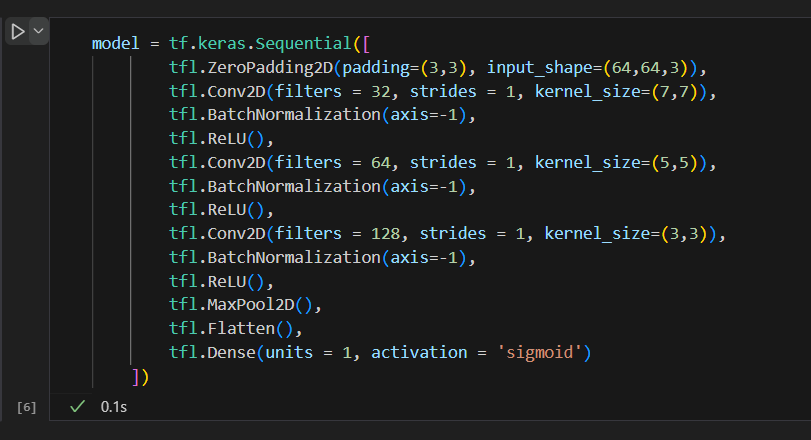 model = tf.keras.Sequential([
tfl.ZeroPadding2D(padding=(3,3), input_shape=(64,64,3)),
tfl.Conv2D(filters = 32, strides = 1, kernel_size=(7,7)),
tfl.BatchNormalization(axis=-1),
tfl.ReLU(),
tfl.Conv2D(filters = 64, strides = 1, kernel_size=(5,5)),
tfl.BatchNormalization(axis=-1),
tfl.ReLU(),
tfl.Conv2D(filters = 128, strides = 1, kernel_size=(3,3)),
tfl.BatchNormalization(axis=-1),
tfl.ReLU(),
tfl.MaxPool2D(),
tfl.Flatten(),
tfl.Dense(units = 1, activation = 'sigmoid')
])
[6] 0.1s